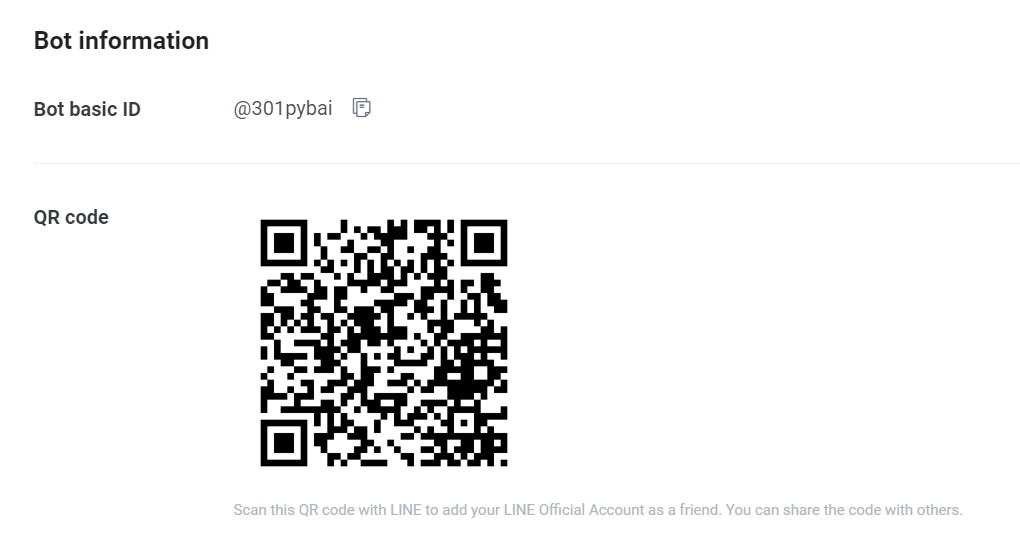 Bot information
Bot basic ID @301pybai
QR code
Scan this QR code with LINE to add your LINE Official Account as a friend. You can share the code with others.